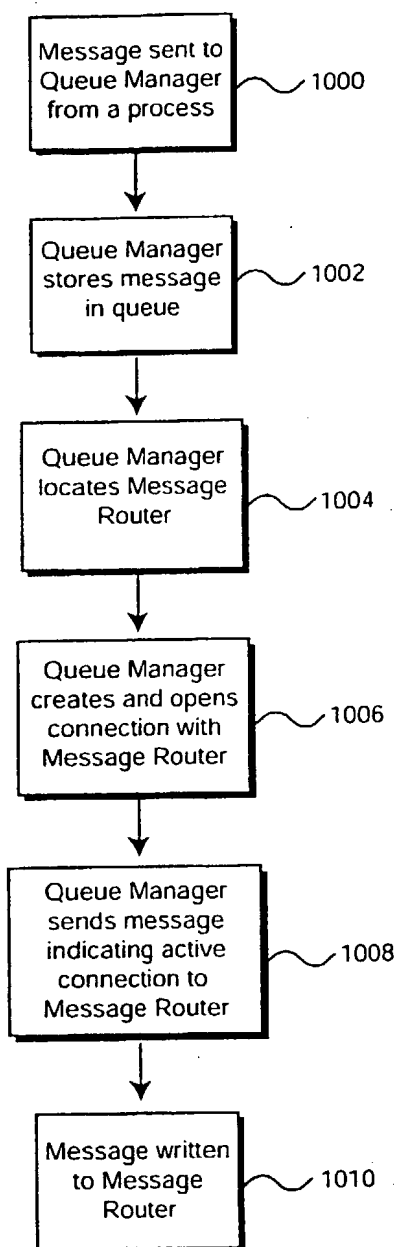 Message sent to
Queue Manager
from a process
1000
Queue Manager
stores message
in queue
1002
Queue Manager
locates Message
Router
1004
Queue Manager
creates and opens
connection with
Message Router
1006
Queue Manager
sends message
indicating active
connection to
Message Router
1008
Message written
to Message
Router
1010